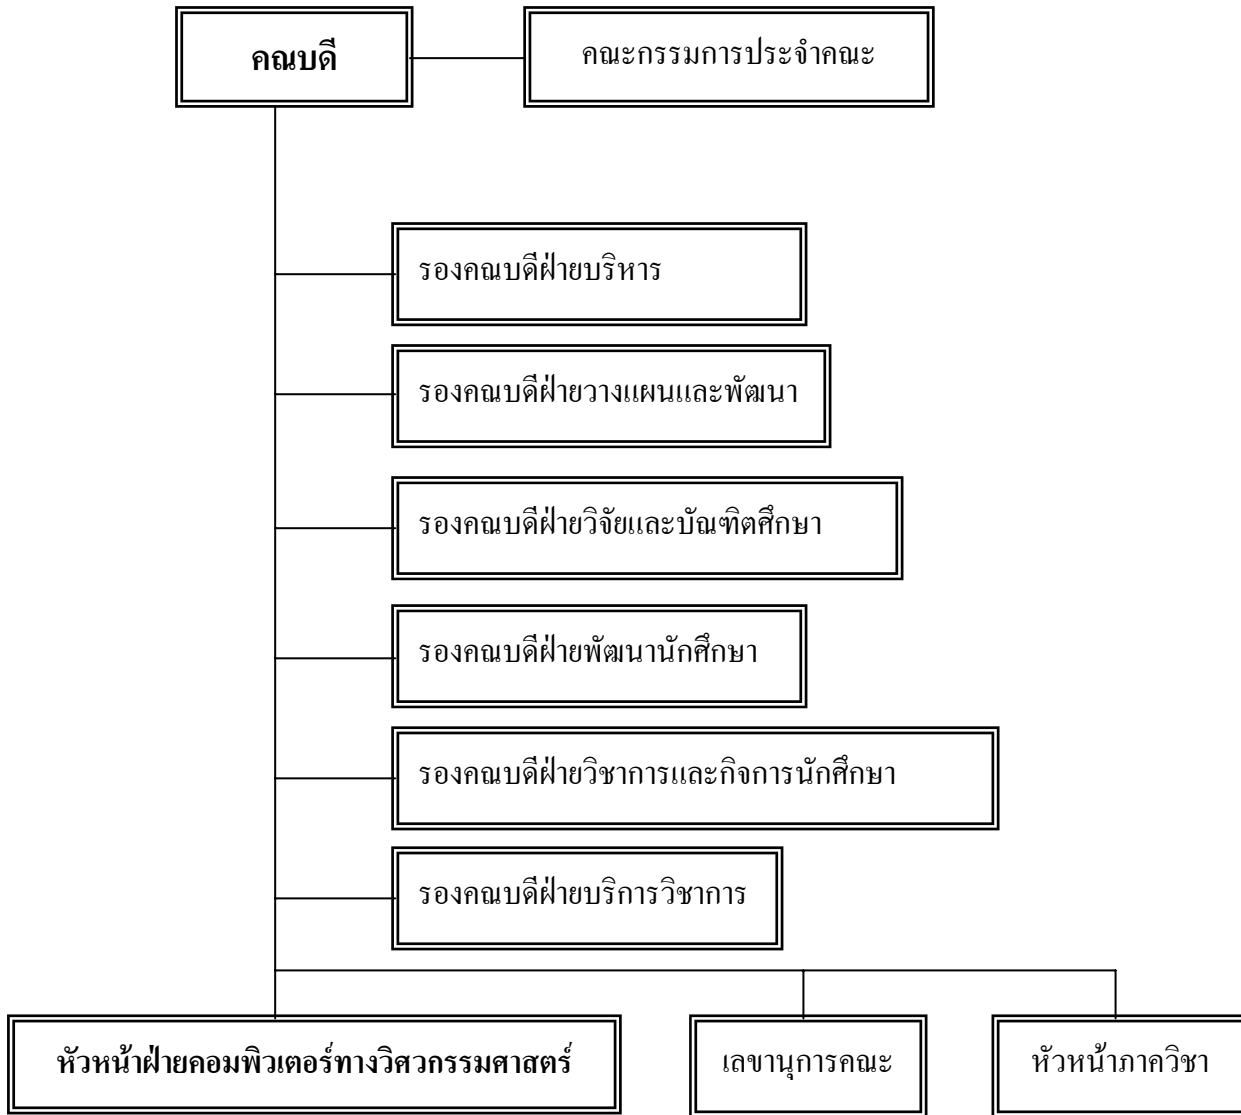 คณบดี
คณะกรรมการประจำคณะ
รองคณบดีฝ่ายบริหาร
รองคณบดีฝ่ายวางแผนและพัฒนา
รองคณบดีฝ่ายวิจัยและบัณฑิตศึกษา
รองคณบดีฝ่ายพัฒนานักศึกษา
รองคณบดีฝ่ายวิชาการและกิจการนักศึกษา
รองคณบดีฝ่ายบริการวิชาการ
หัวหน้าฝ่ายคอมพิวเตอร์ทางวิศวกรรมศาสตร์
เลขานุการคณะ
หัวหน้าภาควิชา